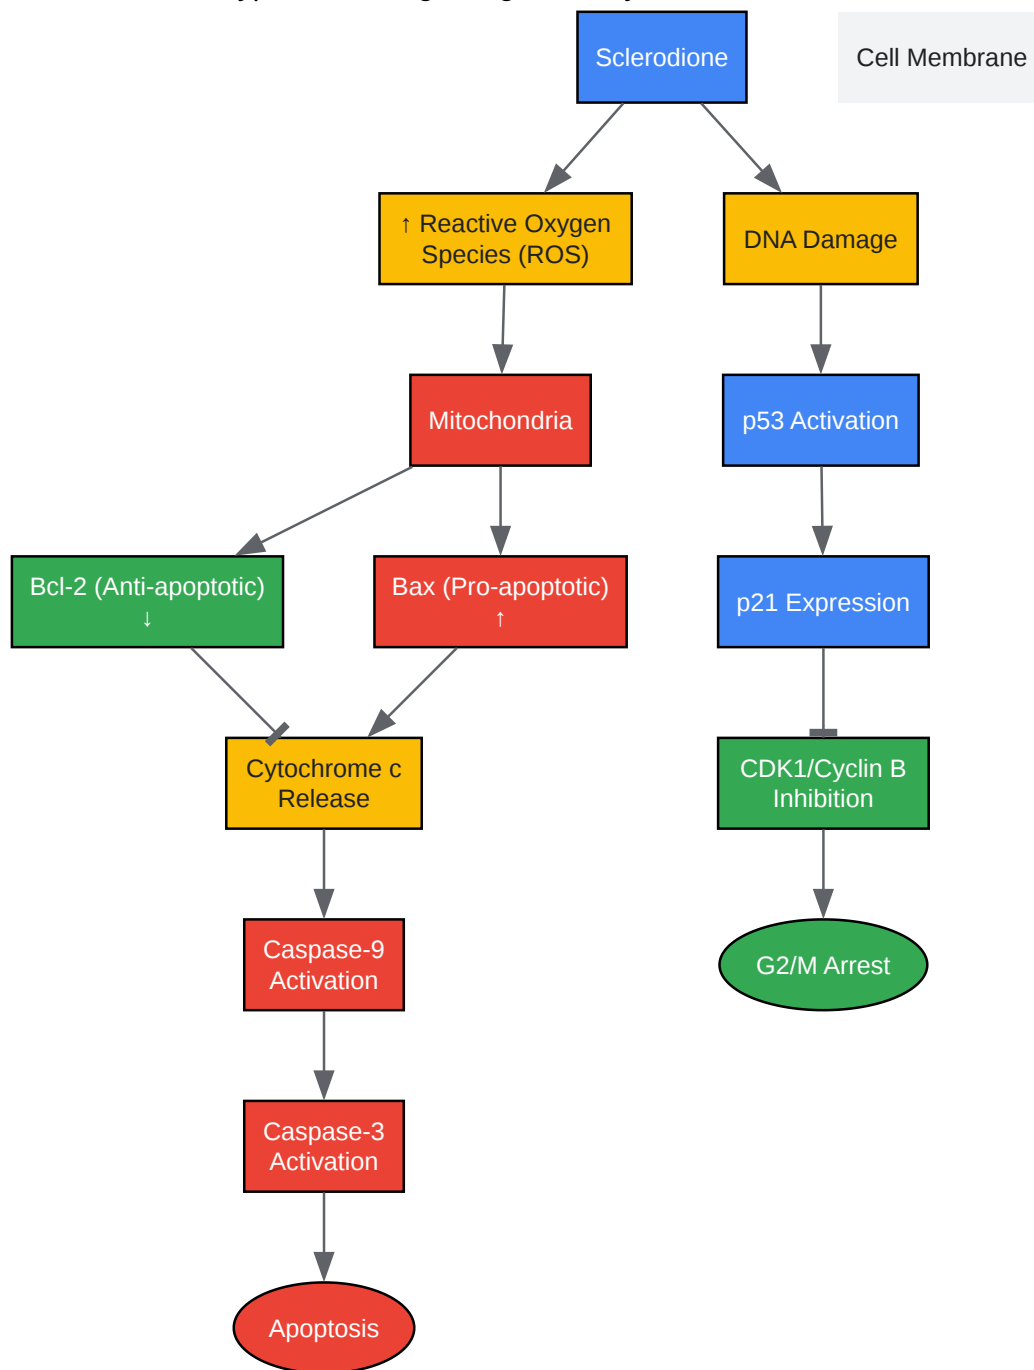 Sclerodione
Cell Membrane
↑ Reactive Oxygen
Species (ROS)
DNA Damage
Mitochondria
p53 Activation
Bcl-2 (Anti-apoptotic)
↓
Bax (Pro-apoptotic)
↑
p21 Expression
Cytochrome c
Release
CDK1/Cyclin B
Inhibition
Caspase-9
Activation
G2/M Arrest
Caspase-3
Activation
Apoptosis